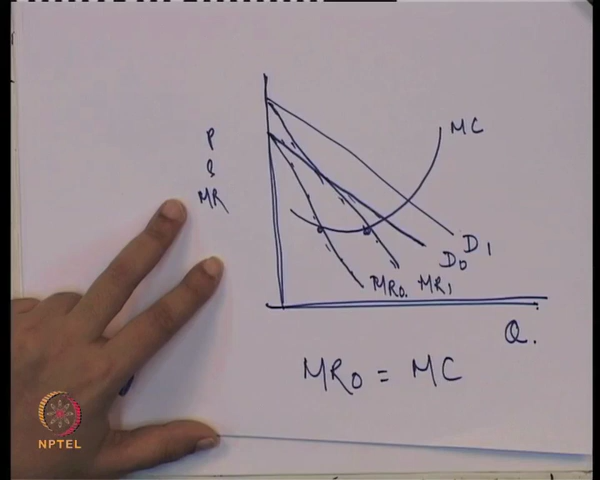 P
&
MR
MC
D1
D0
MR0. MR1
Q.
MR0 = MC
NPTEL